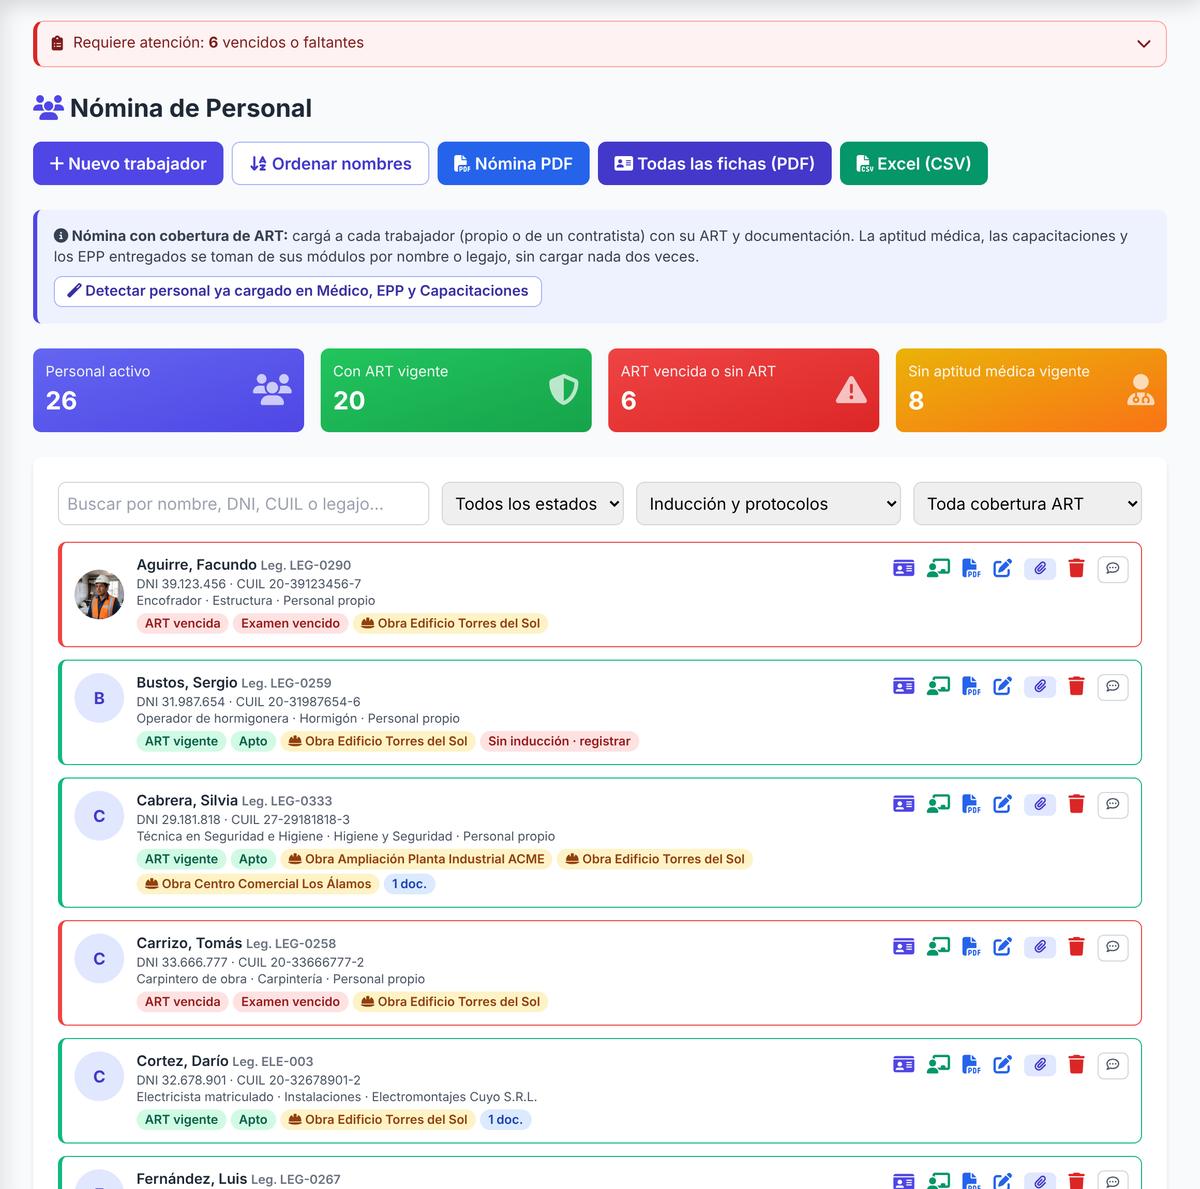 Requiere atención: 6 vencidos o faltantes
Nómina de Personal
Nuevo trabajador
Ordenar nombres
Nómina PDF
Todas las fichas (PDF)
Excel (CSV)
Nómina con cobertura de ART: cargá a cada trabajador (propio o de un contratista) con su ART y documentación. La aptitud médica, las capacitaciones y
los EPP entregados se toman de sus módulos por nombre o legajo, sin cargar nada dos veces.
Detectar personal ya cargado en Médico, EPP y Capacitaciones
Personal activo
26
Con ART vigente
20
ART vencida o sin ART
6
Sin aptitud médica vigente
8
Buscar por nombre, DNI, CUIL o legajo...
Todos los estados
Inducción y protocolos
Toda cobertura ART
Aguirre, Facundo Leg. LEG-0290
DNI 39.123.456 · CUIL 20-39123456-7
Encofrador · Estructura · Personal propio
ART vencida Examen vencido Obra Edificio Torres del Sol
PDF
B
Bustos, Sergio Leg. LEG-0259
DNI 31.987.654 · CUIL 20-31987654-6
Operador de hormigonera · Hormigón · Personal propio
ART vigente Apto Obra Edificio Torres del Sol Sin inducción · registrar
PDF
C
Cabrera, Silvia Leg. LEG-0333
DNI 29.181.818 · CUIL 27-29181818-3
Técnica en Seguridad e Higiene · Higiene y Seguridad · Personal propio
ART vigente Apto Obra Ampliación Planta Industrial ACME Obra Edificio Torres del Sol
Obra Centro Comercial Los Álamos 1 doc.
PDF
C
Carrizo, Tomás Leg. LEG-0258
DNI 33.666.777 · CUIL 20-33666777-2
Carpintero de obra · Carpintería · Personal propio
ART vencida Examen vencido Obra Edificio Torres del Sol
PDF
C
Cortez, Darío Leg. ELE-003
DNI 32.678.901 · CUIL 20-32678901-2
Electricista matriculado · Instalaciones · Electromontajes Cuyo S.R.L.
ART vigente Apto Obra Edificio Torres del Sol 1 doc.
PDF
Fernández, Luis Leg. LEG-0267
PDF